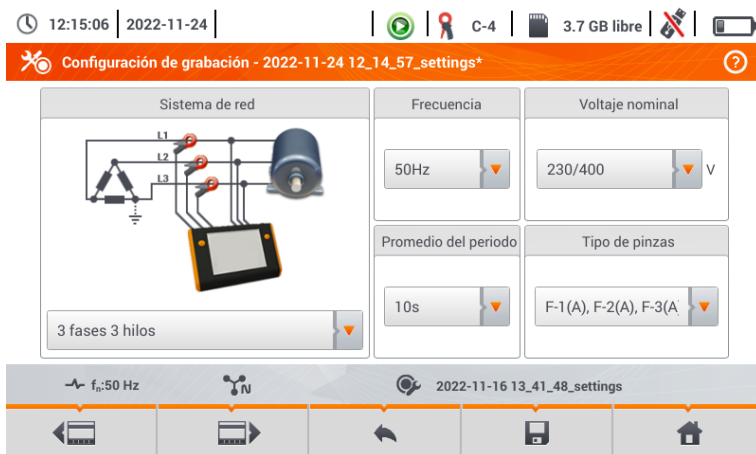 12:15:06 2022-11-24 C-4 3.7 GB libre
Configuración de grabación - 2022-11-24 12_14_57_settings* ?
Sistema de red
Frecuencia
Voltaje nominal
L1
L2
L3
50Hz
230/400 V
Promedio del periodo
Tipo de pinzas
10s
F-1(A), F-2(A), F-3(A
3 fases 3 hilos
fn:50 Hz N 2022-11-16 13_41_48_settings